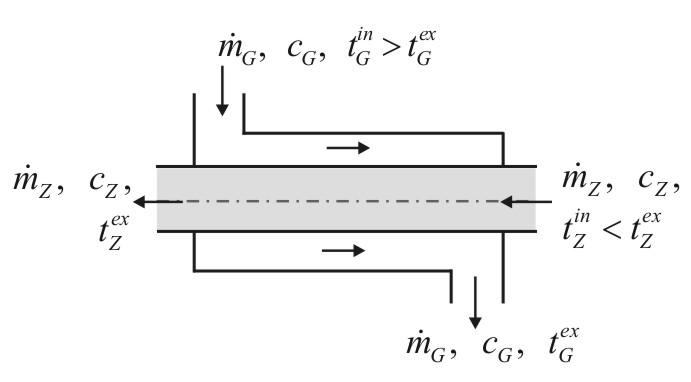 ṁ_G, c_G, t_G^in > t_G^ex
ṁ_Z, c_Z,
t_Z^ex
ṁ_Z, c_Z,
t_Z^in < t_Z^ex
ṁ_G, c_G, t_G^ex